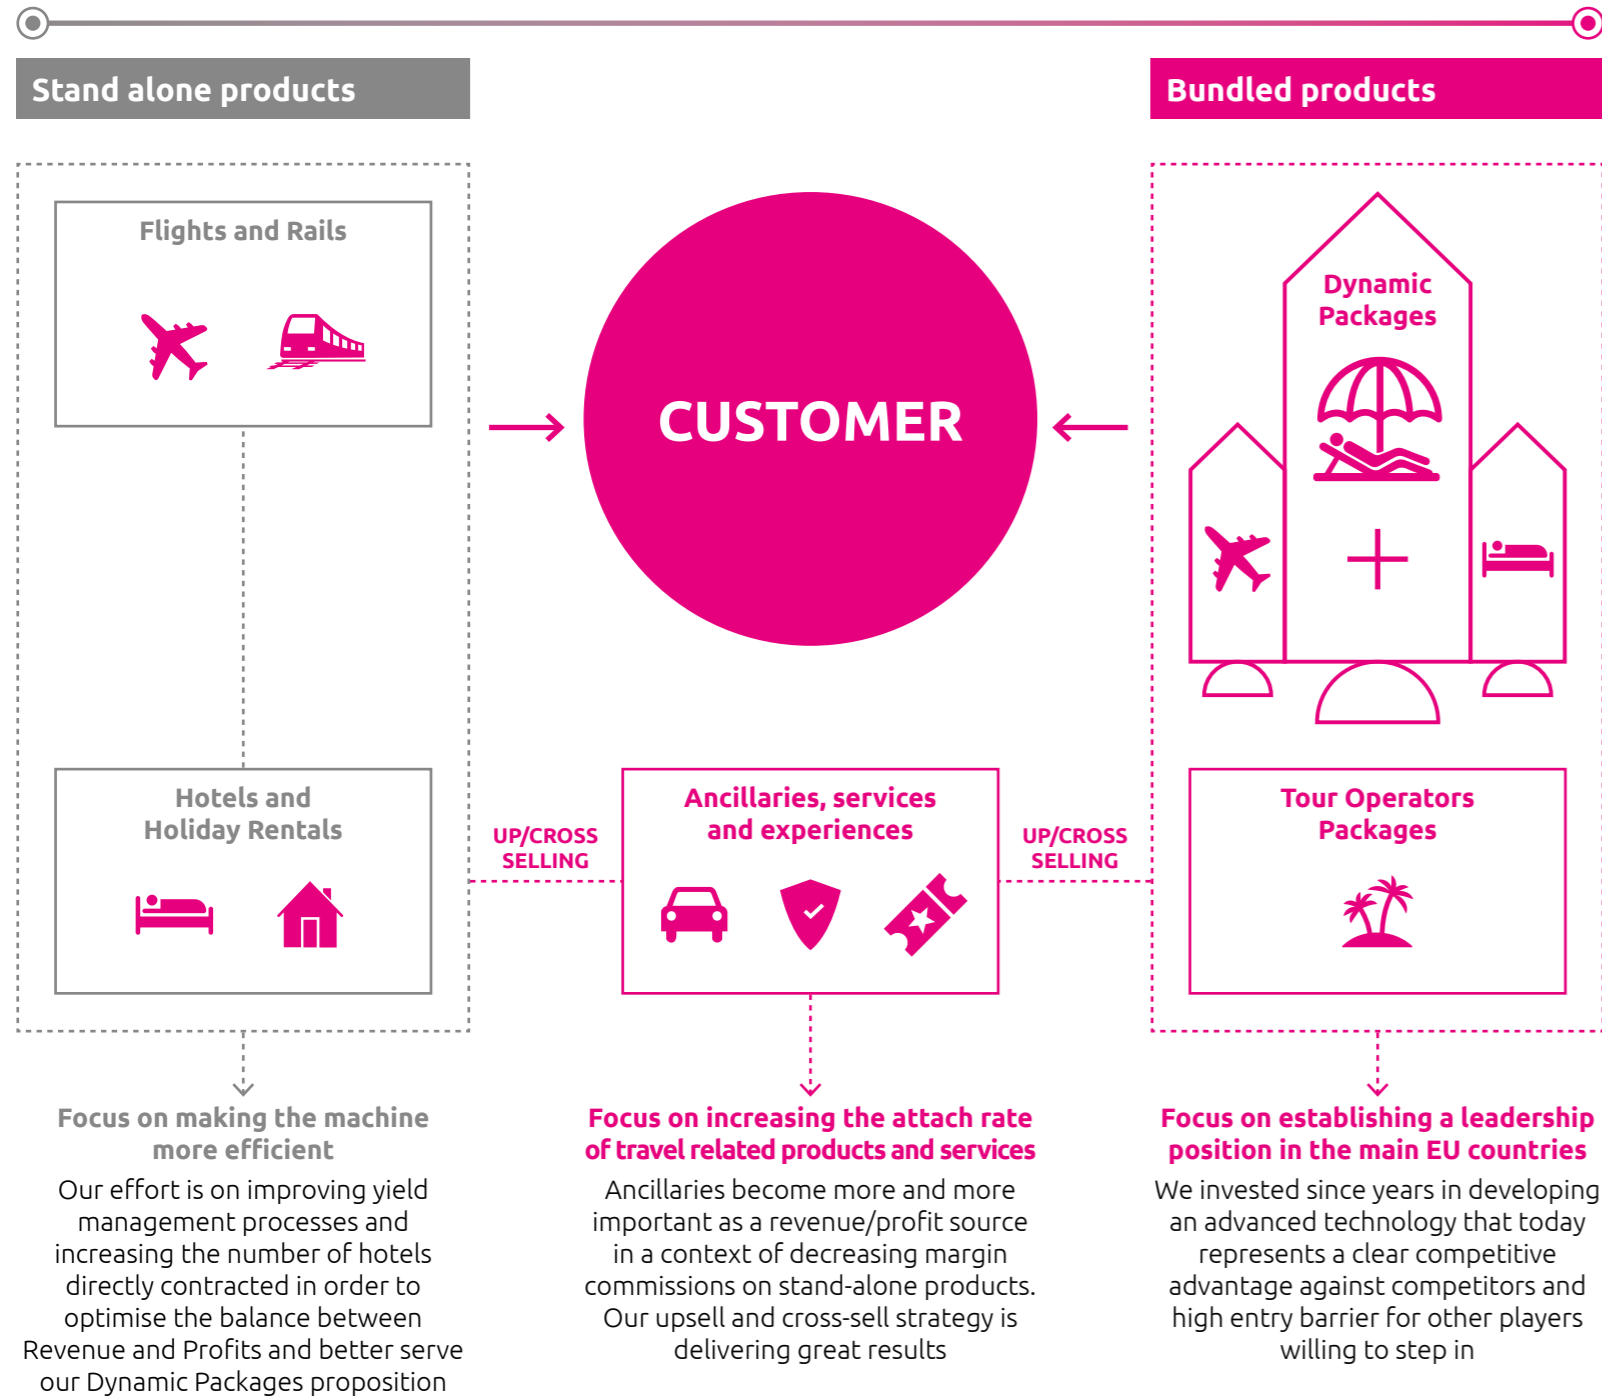 Stand alone products
Bundled products
Flights and Rails
CUSTOMER
Dynamic
Packages
Hotels and
Holiday Rentals
UP/CROSS
SELLING
Ancillaries, services
and experiences
UP/CROSS
SELLING
Tour Operators
Packages
Focus on making the machine
more efficient
Our effort is on improving yield
management processes and
increasing the number of hotels
directly contracted in order to
optimise the balance between
Revenue and Profits and better serve
our Dynamic Packages proposition
Focus on increasing the attach rate
of travel related products and services
Ancillaries become more and more
important as a revenue/profit source
in a context of decreasing margin
commissions on stand-alone products.
Our upsell and cross-sell strategy is
delivering great results
Focus on establishing a leadership
position in the main EU countries
We invested since years in developing
an advanced technology that today
represents a clear competitive
advantage against competitors and
high entry barrier for other players
willing to step in